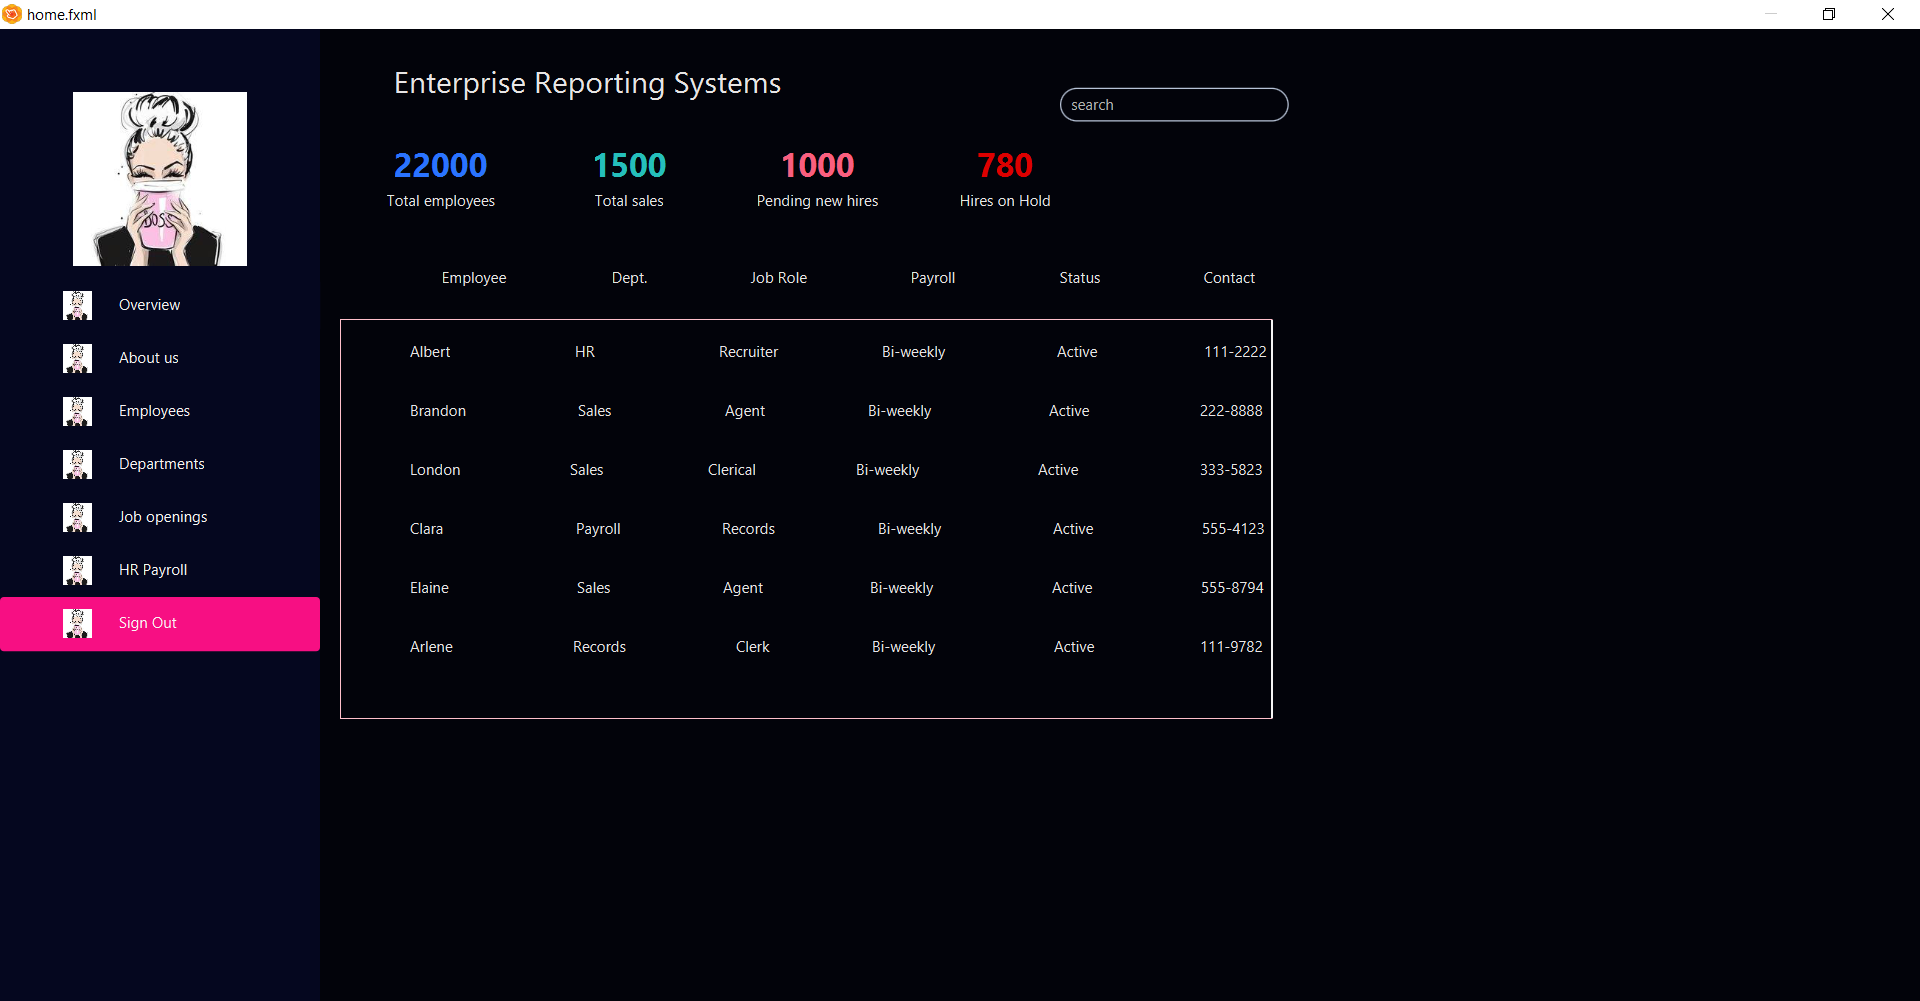 home.fxml
Enterprise Reporting Systems
search
22000 1500 1000 780
Total employees Total sales Pending new hires Hires on Hold
BOSS
Overview
About us
Employees
Departments
Job openings
HR Payroll
Sign Out
Employee Dept. Job Role Payroll Status Contact
Albert HR Recruiter Bi-weekly Active 111-2222
Brandon Sales Agent Bi-weekly Active 222-8888
London Sales Clerical Bi-weekly Active 333-5823
Clara Payroll Records Bi-weekly Active 555-4123
Elaine Sales Agent Bi-weekly Active 555-8794
Arlene Records Clerk Bi-weekly Active 111-9782